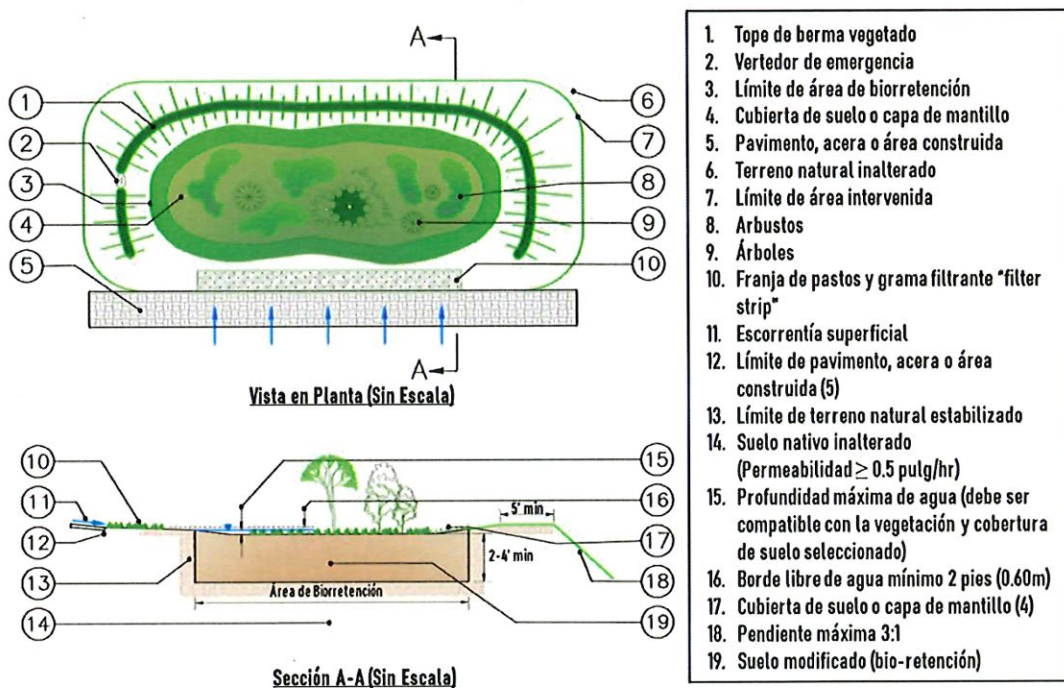 A
1
2
3
4
5
6
7
8
9
10
A
Vista en Planta (Sin Escala)
10
11
12
13
14
15
16
17
18
19
5' min
2-4' min
Área de Biorretención
Sección A-A (Sin Escala)
1. Tope de berma vegetado
2. Vertedor de emergencia
3. Límite de área de biorretención
4. Cubierta de suelo o capa de mantillo
5. Pavimento, acera o área construida
6. Terreno natural inalterado
7. Límite de área intervenida
8. Arbustos
9. Árboles
10. Franja de pastos y grama filtrante "filter
strip"
11. Escorrentía superficial
12. Límite de pavimento, acera o área
construida (5)
13. Límite de terreno natural estabilizado
14. Suelo nativo inalterado
(Permeabilidad ≥ 0.5 pulg/hr)
15. Profundidad máxima de agua (debe ser
compatible con la vegetación y cobertura
de suelo seleccionado)
16. Borde libre de agua mínimo 2 pies (0.60m)
17. Cubierta de suelo o capa de mantillo (4)
18. Pendiente máxima 3:1
19. Suelo modificado (bio-retención)